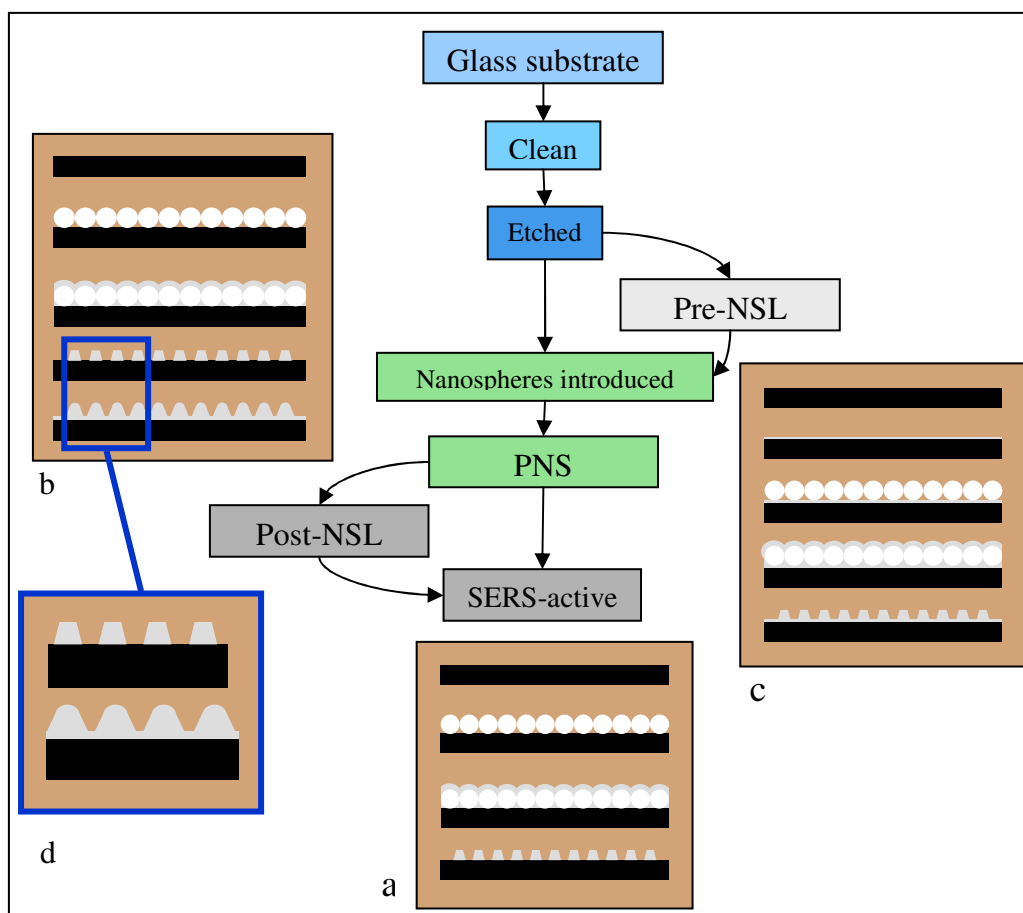 Glass substrate
Clean
Etched
Pre-NSL
Nanospheres introduced
PNS
Post-NSL
SERS-active
b
c
d
a